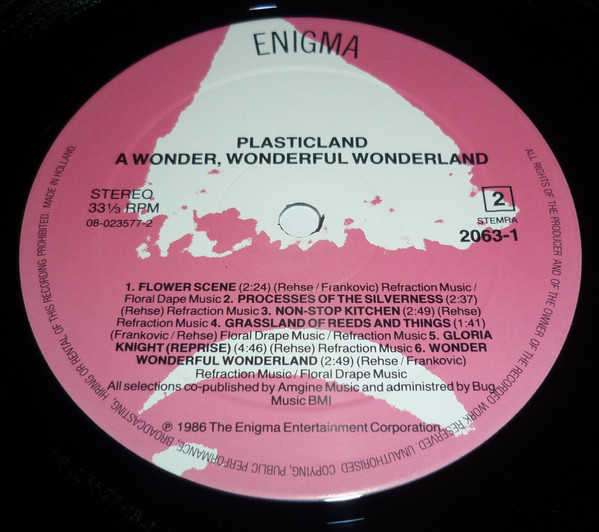 ENIGMA
PLASTICLAND
A WONDER, WONDERFUL WONDERLAND
STEREO
33⅓ RPM
08-023577-2
2
STEMRA
2063-1
1. FLOWER SCENE (2:24) (Rehse / Frankovic) Refraction Music /
Floral Drape Music 2. PROCESSES OF THE SILVERNESS (2:37)
(Rehse) Refraction Music 3. NON-STOP KITCHEN (2:49) (Rehse)
Refraction Music 4. GRASSLAND OF REEDS AND THINGS (1:41)
(Frankovic / Rehse) Floral Drape Music / Refraction Music 5. GLORIA
KNIGHT (REPRISE) (4:46) (Rehse) Refraction Music 6. WONDER
WONDERFUL WONDERLAND (2:49) (Rehse / Frankovic)
Refraction Music / Floral Drape Music
All selections co-published by Amgine Music and administred by Bug
Music BMI
℗ 1986 The Enigma Entertainment Corporation.
ALL RIGHTS OF THE PRODUCER AND OF THE OWNER OF THE RECORDED WORK RESERVED. UNAUTHORISED COPYING, PUBLIC PERFORMANCE, BROADCASTING, HIRING OR RENTAL OF THIS RECORDING PROHIBITED. MADE IN HOLLAND.